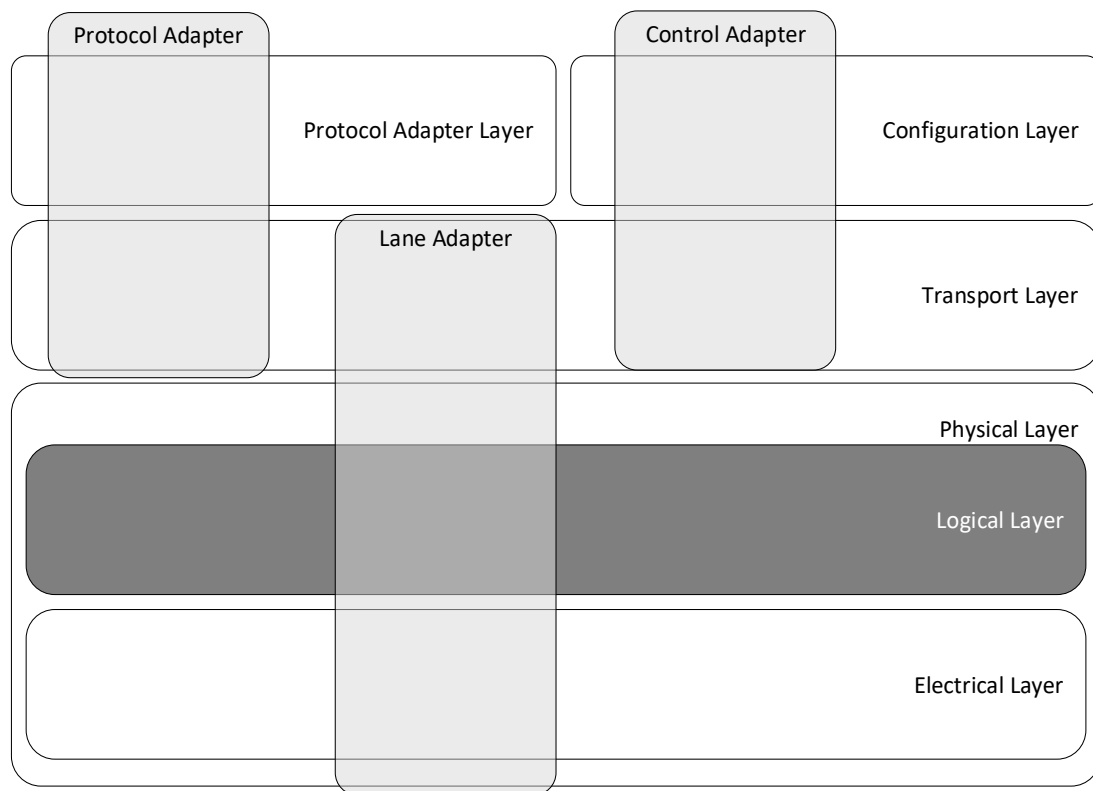 Protocol Adapter
Control Adapter
Protocol Adapter Layer
Configuration Layer
Lane Adapter
Transport Layer
Physical Layer
Logical Layer
Electrical Layer